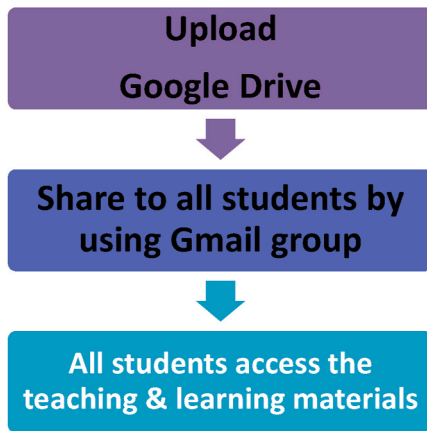 Upload
Google Drive
Share to all students by
using Gmail group
All students access the
teaching & learning materials